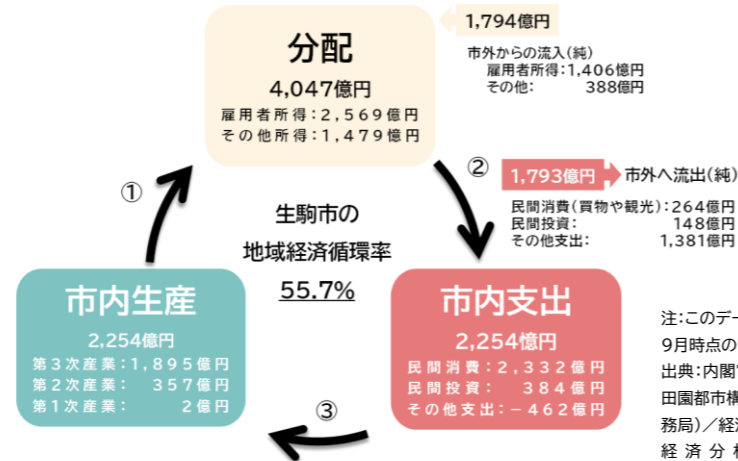 分配
4,047億円
雇用者所得:2,569億円
その他所得:1,479憶円
1,794億円
市外からの流入(純)
雇用者所得:1,406憶円
その他: 388億円
①
②
1,793億円
市外へ流出(純)
民間消費(買物や観光):264億円
民間投資: 148億円
その他支出: 1,381億円
生駒市の
地域経済循環率
55.7%
市内生産
2,254億円
第3次産業:1,895億円
第2次産業: 357億円
第1次産業: 2億円
市内支出
2,254憶円
民間消費:2,332億円
民間投資: 384億円
その他支出:-462億円
③
注:このデー
9月時点の
出典:内閣
田園都市構
務局)/経
経済分